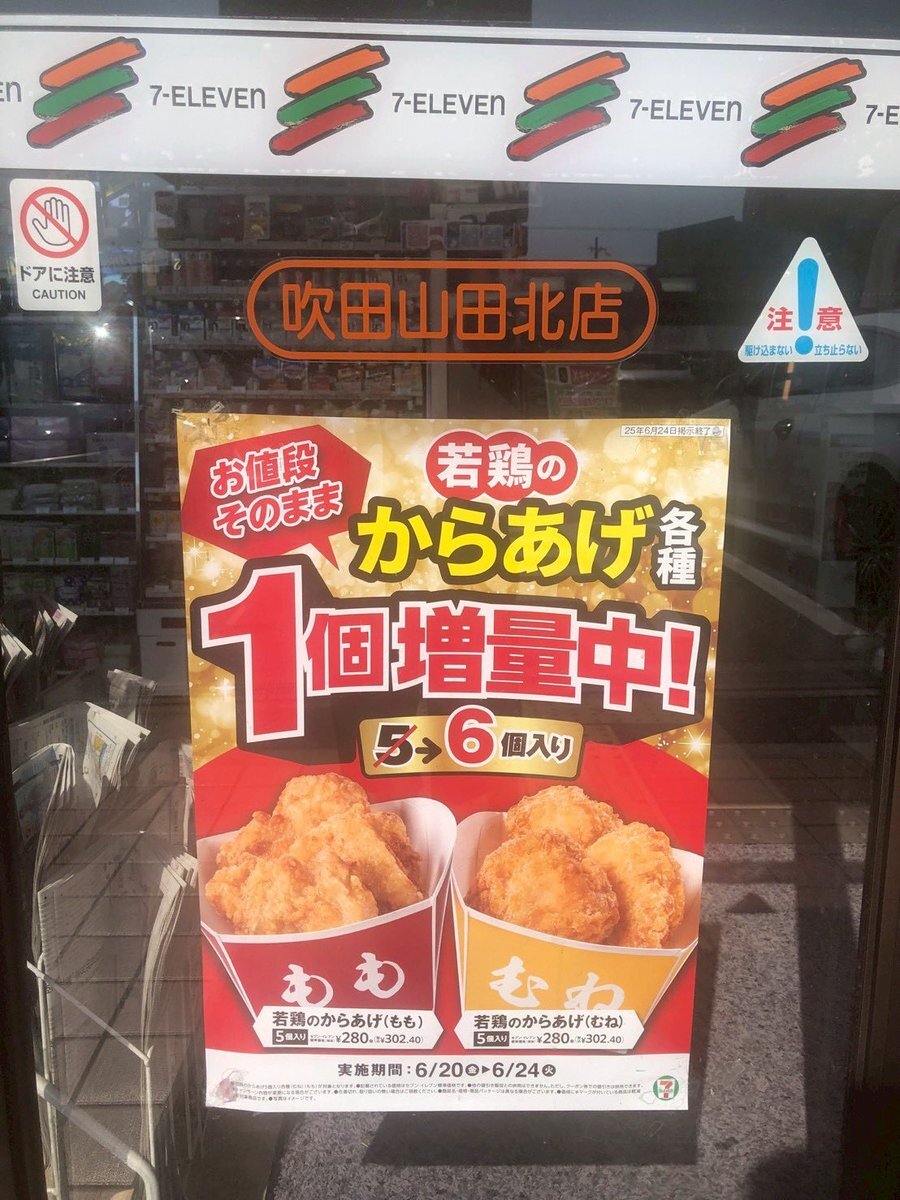 7-ELEVEn
7-ELEVEn
7-ELEVEn
ドアに注意
CAUTION
吹田山田北店
注意
駆け込まない 立ち止らない
25年6月24日掲示終了
お値段
そのまま
若鶏の
からあげ各種
1個増量中!
5→6個入り
もも
むね
若鶏のからあげ(もも)
5個入り ¥280 ¥302.40
若鶏のからあげ(むね)
5個入り ¥280 ¥302.40
実施期間:6/20金▶6/24火